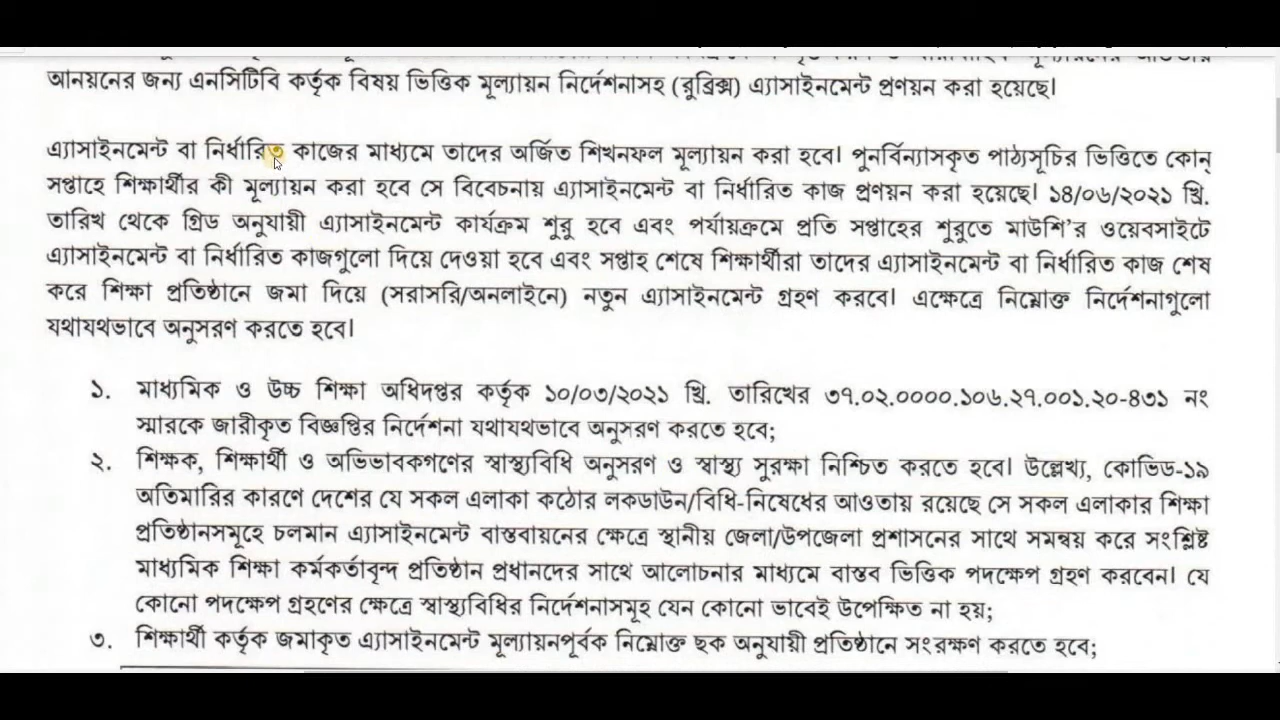 আনয়নের জন্য এনসিটিবি কর্তৃক বিষয় ভিত্তিক মূল্যায়ন নির্দেশনাসহ (রুব্রিক্স) এ্যাসাইনমেন্ট প্রণয়ন করা হয়েছে।
এ্যাসাইনমেন্ট বা নির্ধারিত কাজের মাধ্যমে তাদের অর্জিত শিখনফল মূল্যায়ন করা হবে। পুনর্বিন্যাসকৃত পাঠ্যসূচির ভিত্তিতে কোন্
সপ্তাহে শিক্ষার্থীর কী মূল্যায়ন করা হবে সে বিবেচনায় এ্যাসাইনমেন্ট বা নির্ধারিত কাজ প্রণয়ন করা হয়েছে। ১৪/০৬/২০২১ খ্রি.
তারিখ থেকে গ্রিড অনুযায়ী এ্যাসাইনমেন্ট কার্যক্রম শুরু হবে এবং পর্যায়ক্রমে প্রতি সপ্তাহের শুরুতে মাউশি'র ওয়েবসাইটে
এ্যাসাইনমেন্ট বা নির্ধারিত কাজগুলো দিয়ে দেওয়া হবে এবং সপ্তাহ শেষে শিক্ষার্থীরা তাদের এ্যাসাইনমেন্ট বা নির্ধারিত কাজ শেষ
করে শিক্ষা প্রতিষ্ঠানে জমা দিয়ে (সরাসরি/অনলাইনে) নতুন এ্যাসাইনমেন্ট গ্রহণ করবে। এক্ষেত্রে নিম্নোক্ত নির্দেশনাগুলো
যথাযথভাবে অনুসরণ করতে হবে।
১. মাধ্যমিক ও উচ্চ শিক্ষা অধিদপ্তর কর্তৃক ১০/০৩/২০২১ খ্রি. তারিখের ৩৭.০২.০০০০.১০৬.২৭.০০১.২০-৪৩১ নং
স্মারকে জারীকৃত বিজ্ঞপ্তির নির্দেশনা যথাযথভাবে অনুসরণ করতে হবে;
২. শিক্ষক, শিক্ষার্থী ও অভিভাবকগণের স্বাস্থ্যবিধি অনুসরণ ও স্বাস্থ্য সুরক্ষা নিশ্চিত করতে হবে। উল্লেখ্য, কোভিড-১৯
অতিমারির কারণে দেশের যে সকল এলাকা কঠোর লকডাউন/বিধি-নিষেধের আওতায় রয়েছে সে সকল এলাকার শিক্ষা
প্রতিষ্ঠানসমূহে চলমান এ্যাসাইনমেন্ট বাস্তবায়নের ক্ষেত্রে স্থানীয় জেলা/উপজেলা প্রশাসনের সাথে সমন্বয় করে সংশ্লিষ্ট
মাধ্যমিক শিক্ষা কর্মকর্তাবৃন্দ প্রতিষ্ঠান প্রধানদের সাথে আলোচনার মাধ্যমে বাস্তব ভিত্তিক পদক্ষেপ গ্রহণ করবেন। যে
কোনো পদক্ষেপ গ্রহণের ক্ষেত্রে স্বাস্থ্যবিধির নির্দেশনাসমূহ যেন কোনো ভাবেই উপেক্ষিত না হয়;
৩. শিক্ষার্থী কর্তৃক জমাকৃত এ্যাসাইনমেন্ট মূল্যায়নপূর্বক নিম্নোক্ত ছক অনুযায়ী প্রতিষ্ঠানে সংরক্ষণ করতে হবে;